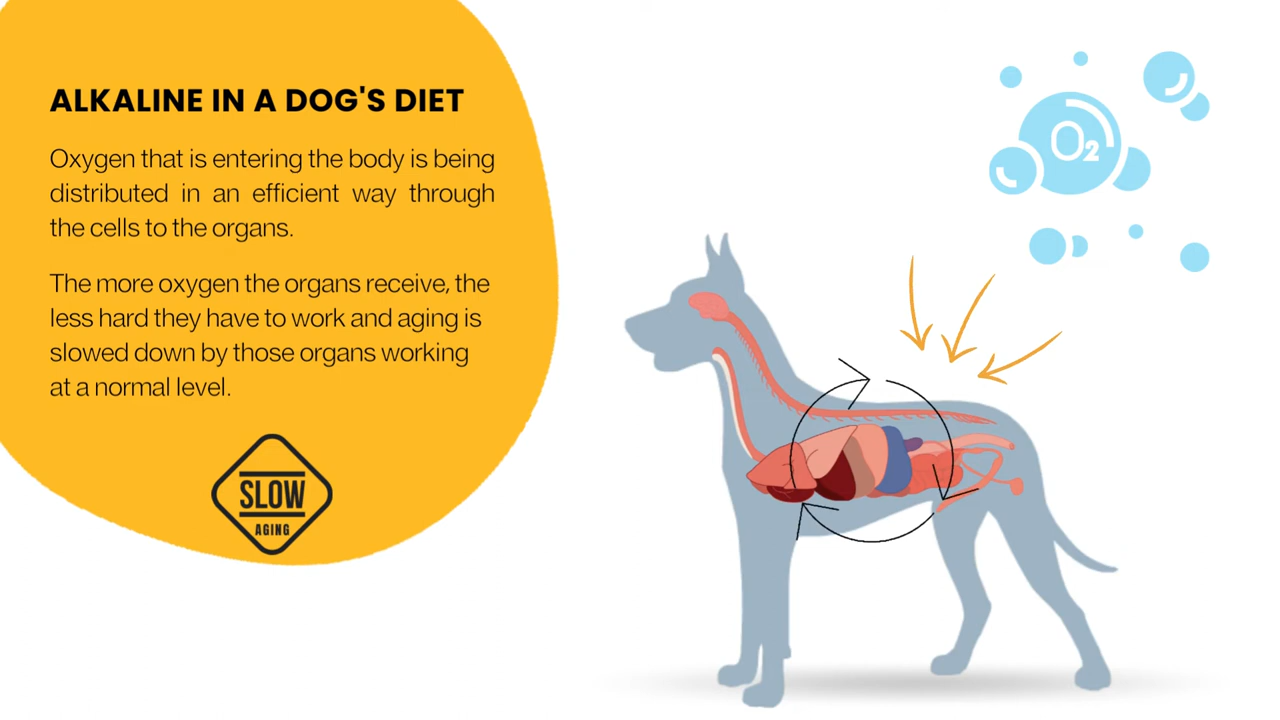 ALKALINE IN A DOG'S DIET
Oxygen that is entering the body is being
distributed in an efficient way through
the cells to the organs.
The more oxygen the organs receive, the
less hard they have to work and aging is
slowed down by those organs working
at a normal level.
SLOW
AGING
O2